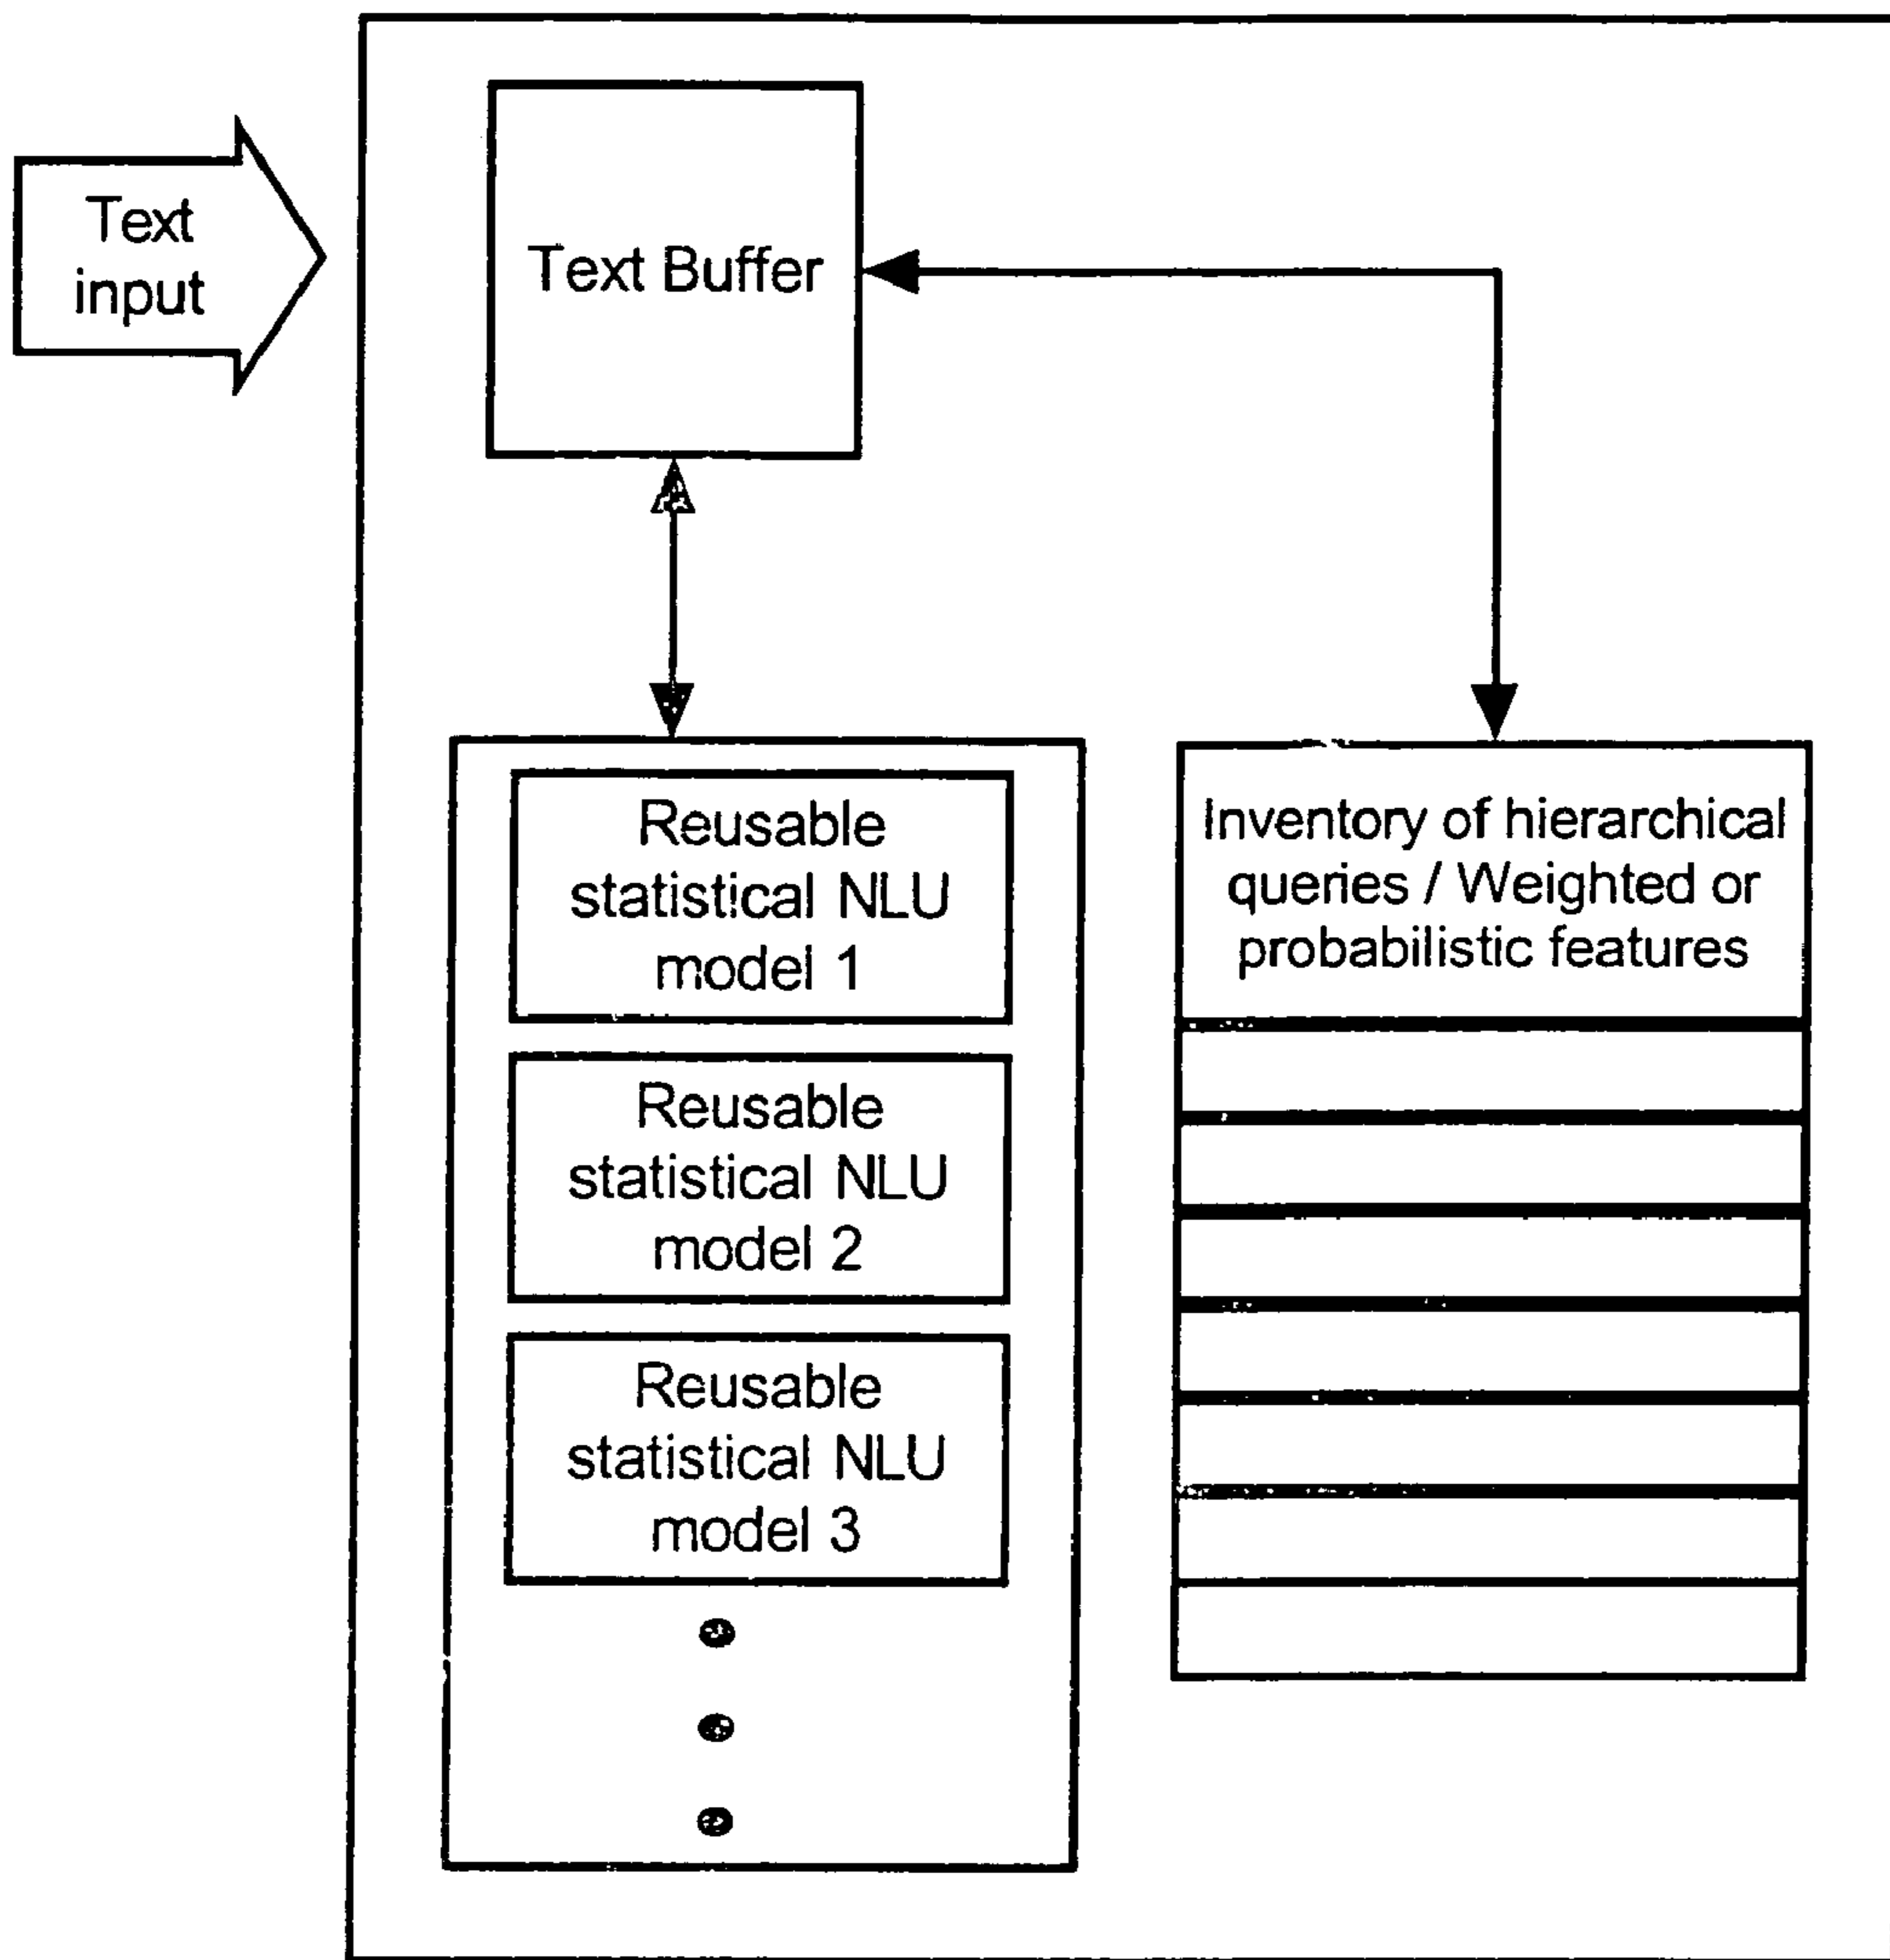 Text
input
Text Buffer
Reusable
statistical NLU
model 1
Reusable
statistical NLU
model 2
Reusable
statistical NLU
model 3
Inventory of hierarchical
queries / Weighted or
probabilistic features